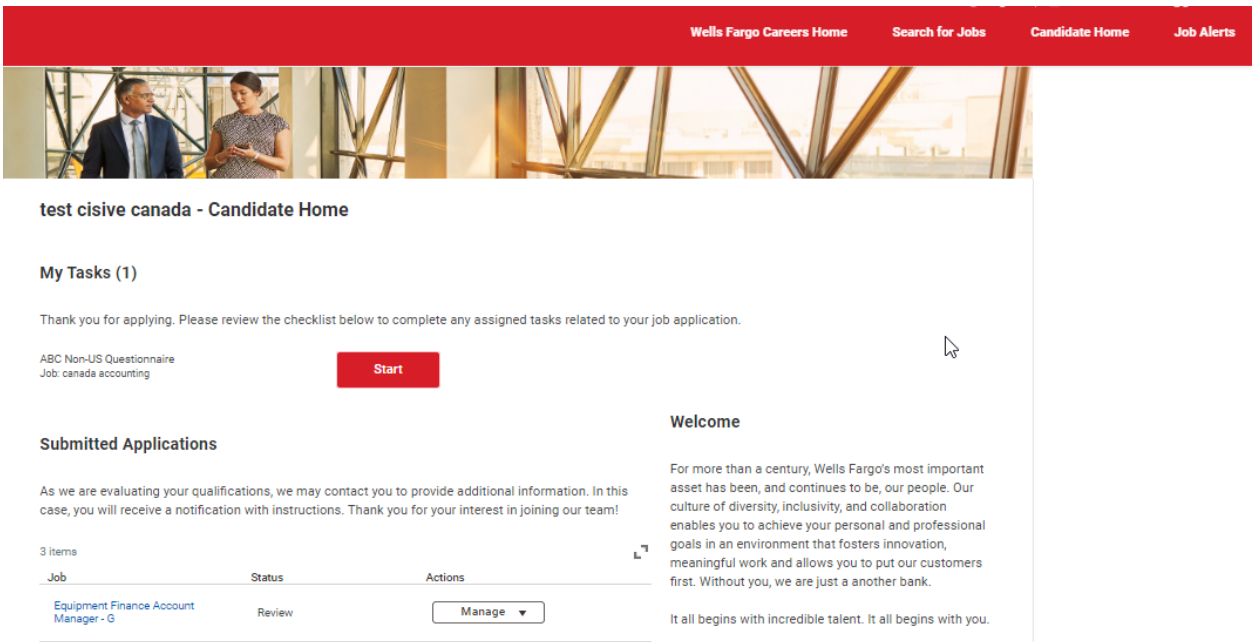 Wells Fargo Careers Home Search for Jobs Candidate Home Job Alerts
test cisive canada - Candidate Home
My Tasks (1)
Thank you for applying. Please review the checklist below to complete any assigned tasks related to your job application.
ABC Non-US Questionnaire
Job: canada accounting
Start
Submitted Applications
As we are evaluating your qualifications, we may contact you to provide additional information. In this
case, you will receive a notification with instructions. Thank you for your interest in joining our team!
3 items
Job Status Actions
Equipment Finance Account
Manager - G
Review
Manage
Welcome
For more than a century, Wells Fargo's most important
asset has been, and continues to be, our people. Our
culture of diversity, inclusivity, and collaboration
enables you to achieve your personal and professional
goals in an environment that fosters innovation,
meaningful work and allows you to put our customers
first. Without you, we are just a another bank.
It all begins with incredible talent. It all begins with you.